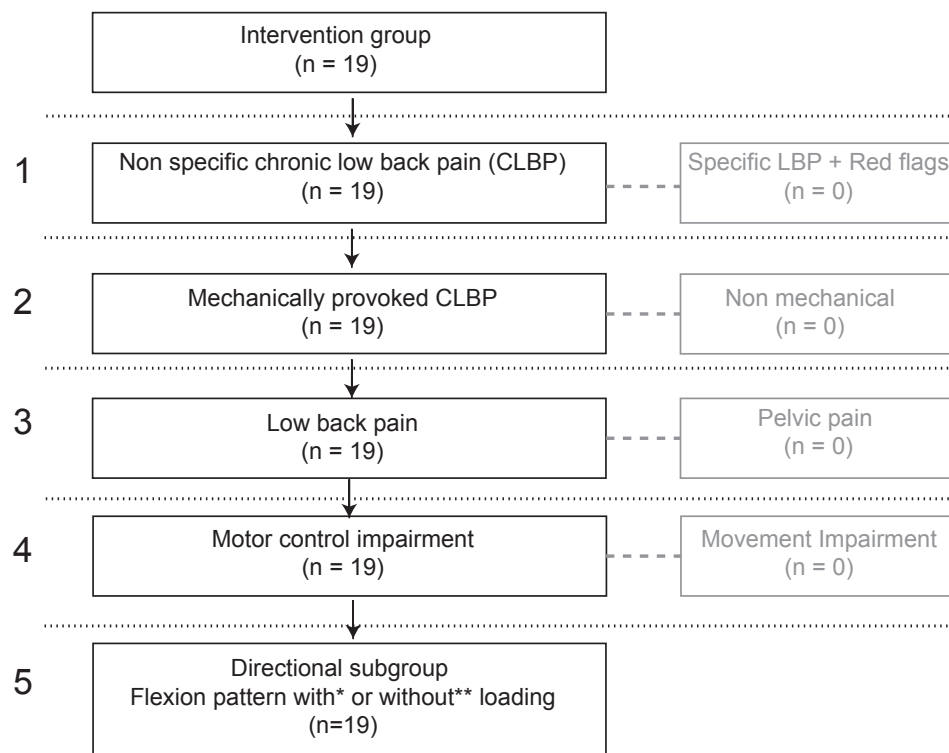 Intervention group
(n = 19)
1
Non specific chronic low back pain (CLBP)
(n = 19)
Specific LBP + Red flags
(n = 0)
2
Mechanically provoked CLBP
(n = 19)
Non mechanical
(n = 0)
3
Low back pain
(n = 19)
Pelvic pain
(n = 0)
4
Motor control impairment
(n = 19)
Movement Impairment
(n = 0)
5
Directional subgroup
Flexion pattern with* or without** loading
(n=19)